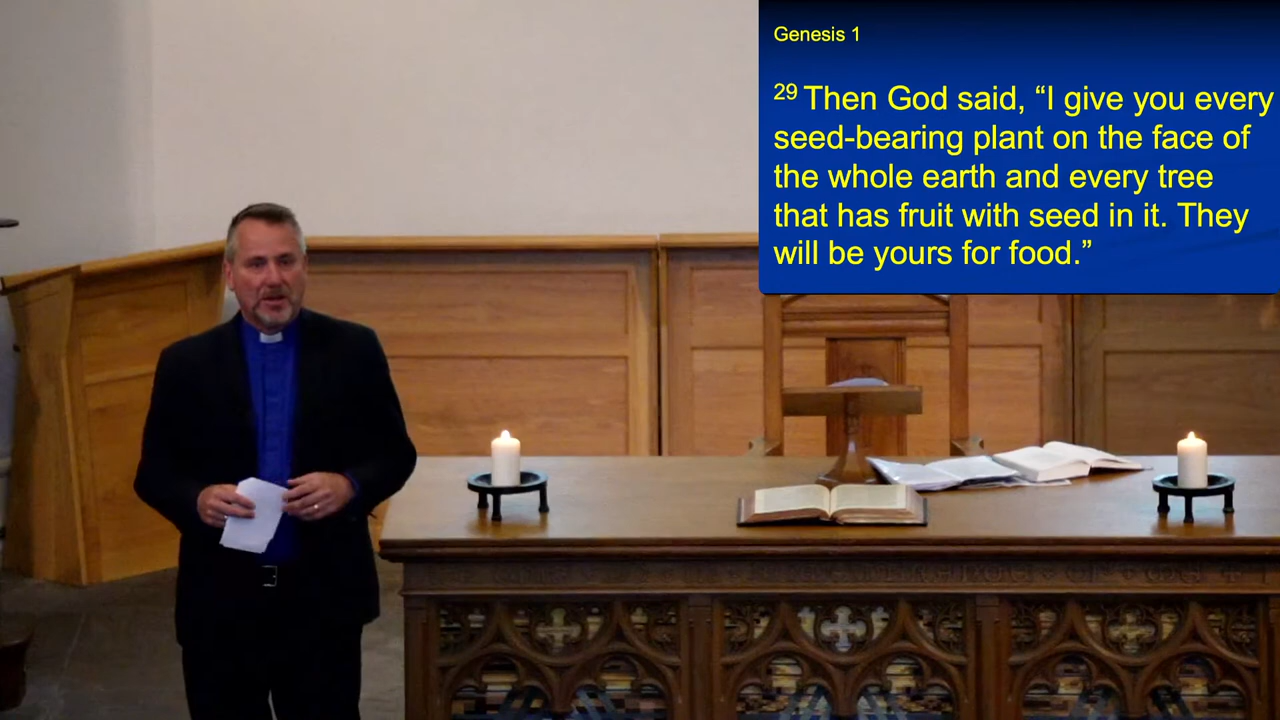 Genesis 1
29 Then God said, “I give you every
seed-bearing plant on the face of
the whole earth and every tree
that has fruit with seed in it. They
will be yours for food.”